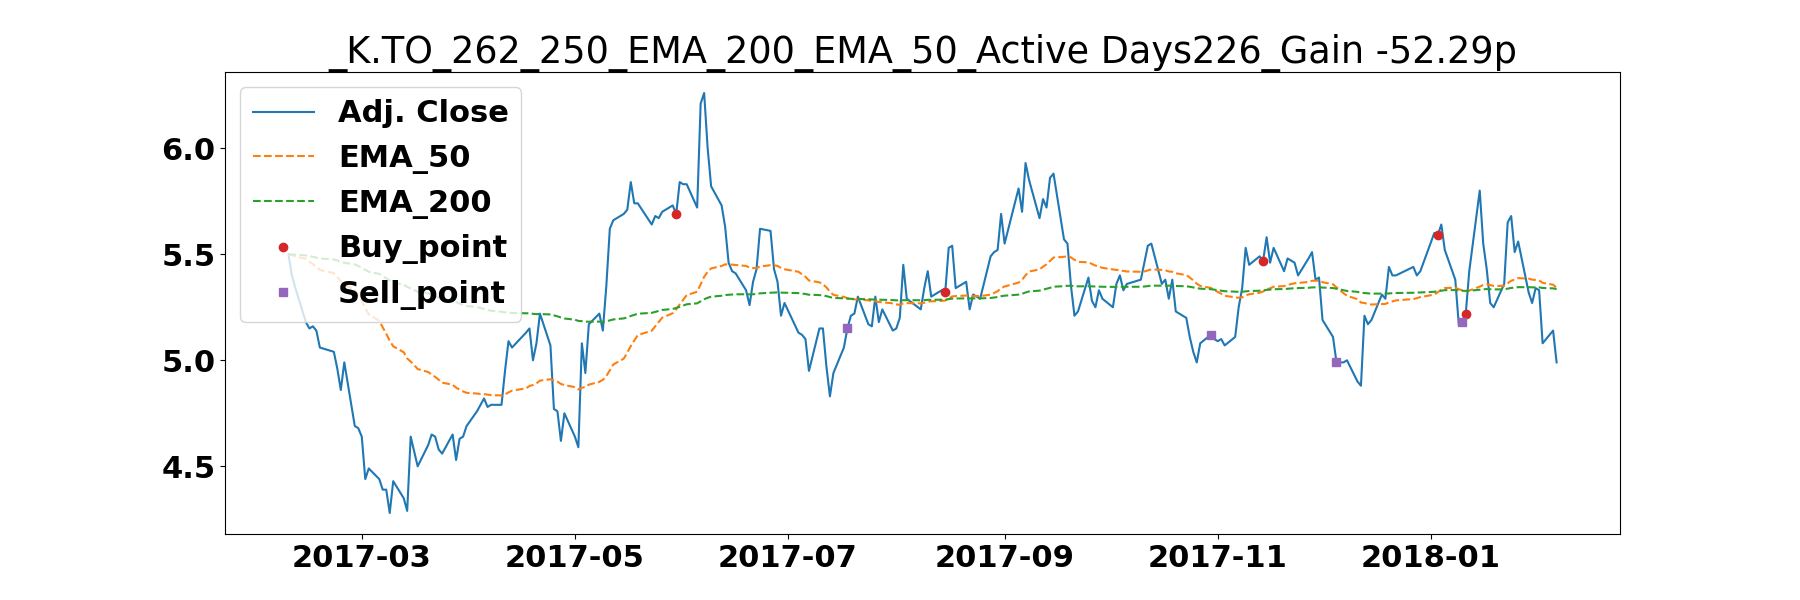 _K.TO_262_250_EMA_200_EMA_50_Active Days226_Gain -52.29p
Adj. Close
EMA_50
EMA_200
Buy_point
Sell_point
6.0
5.5
5.0
4.5
2017-03 2017-05 2017-07 2017-09 2017-11 2018-01